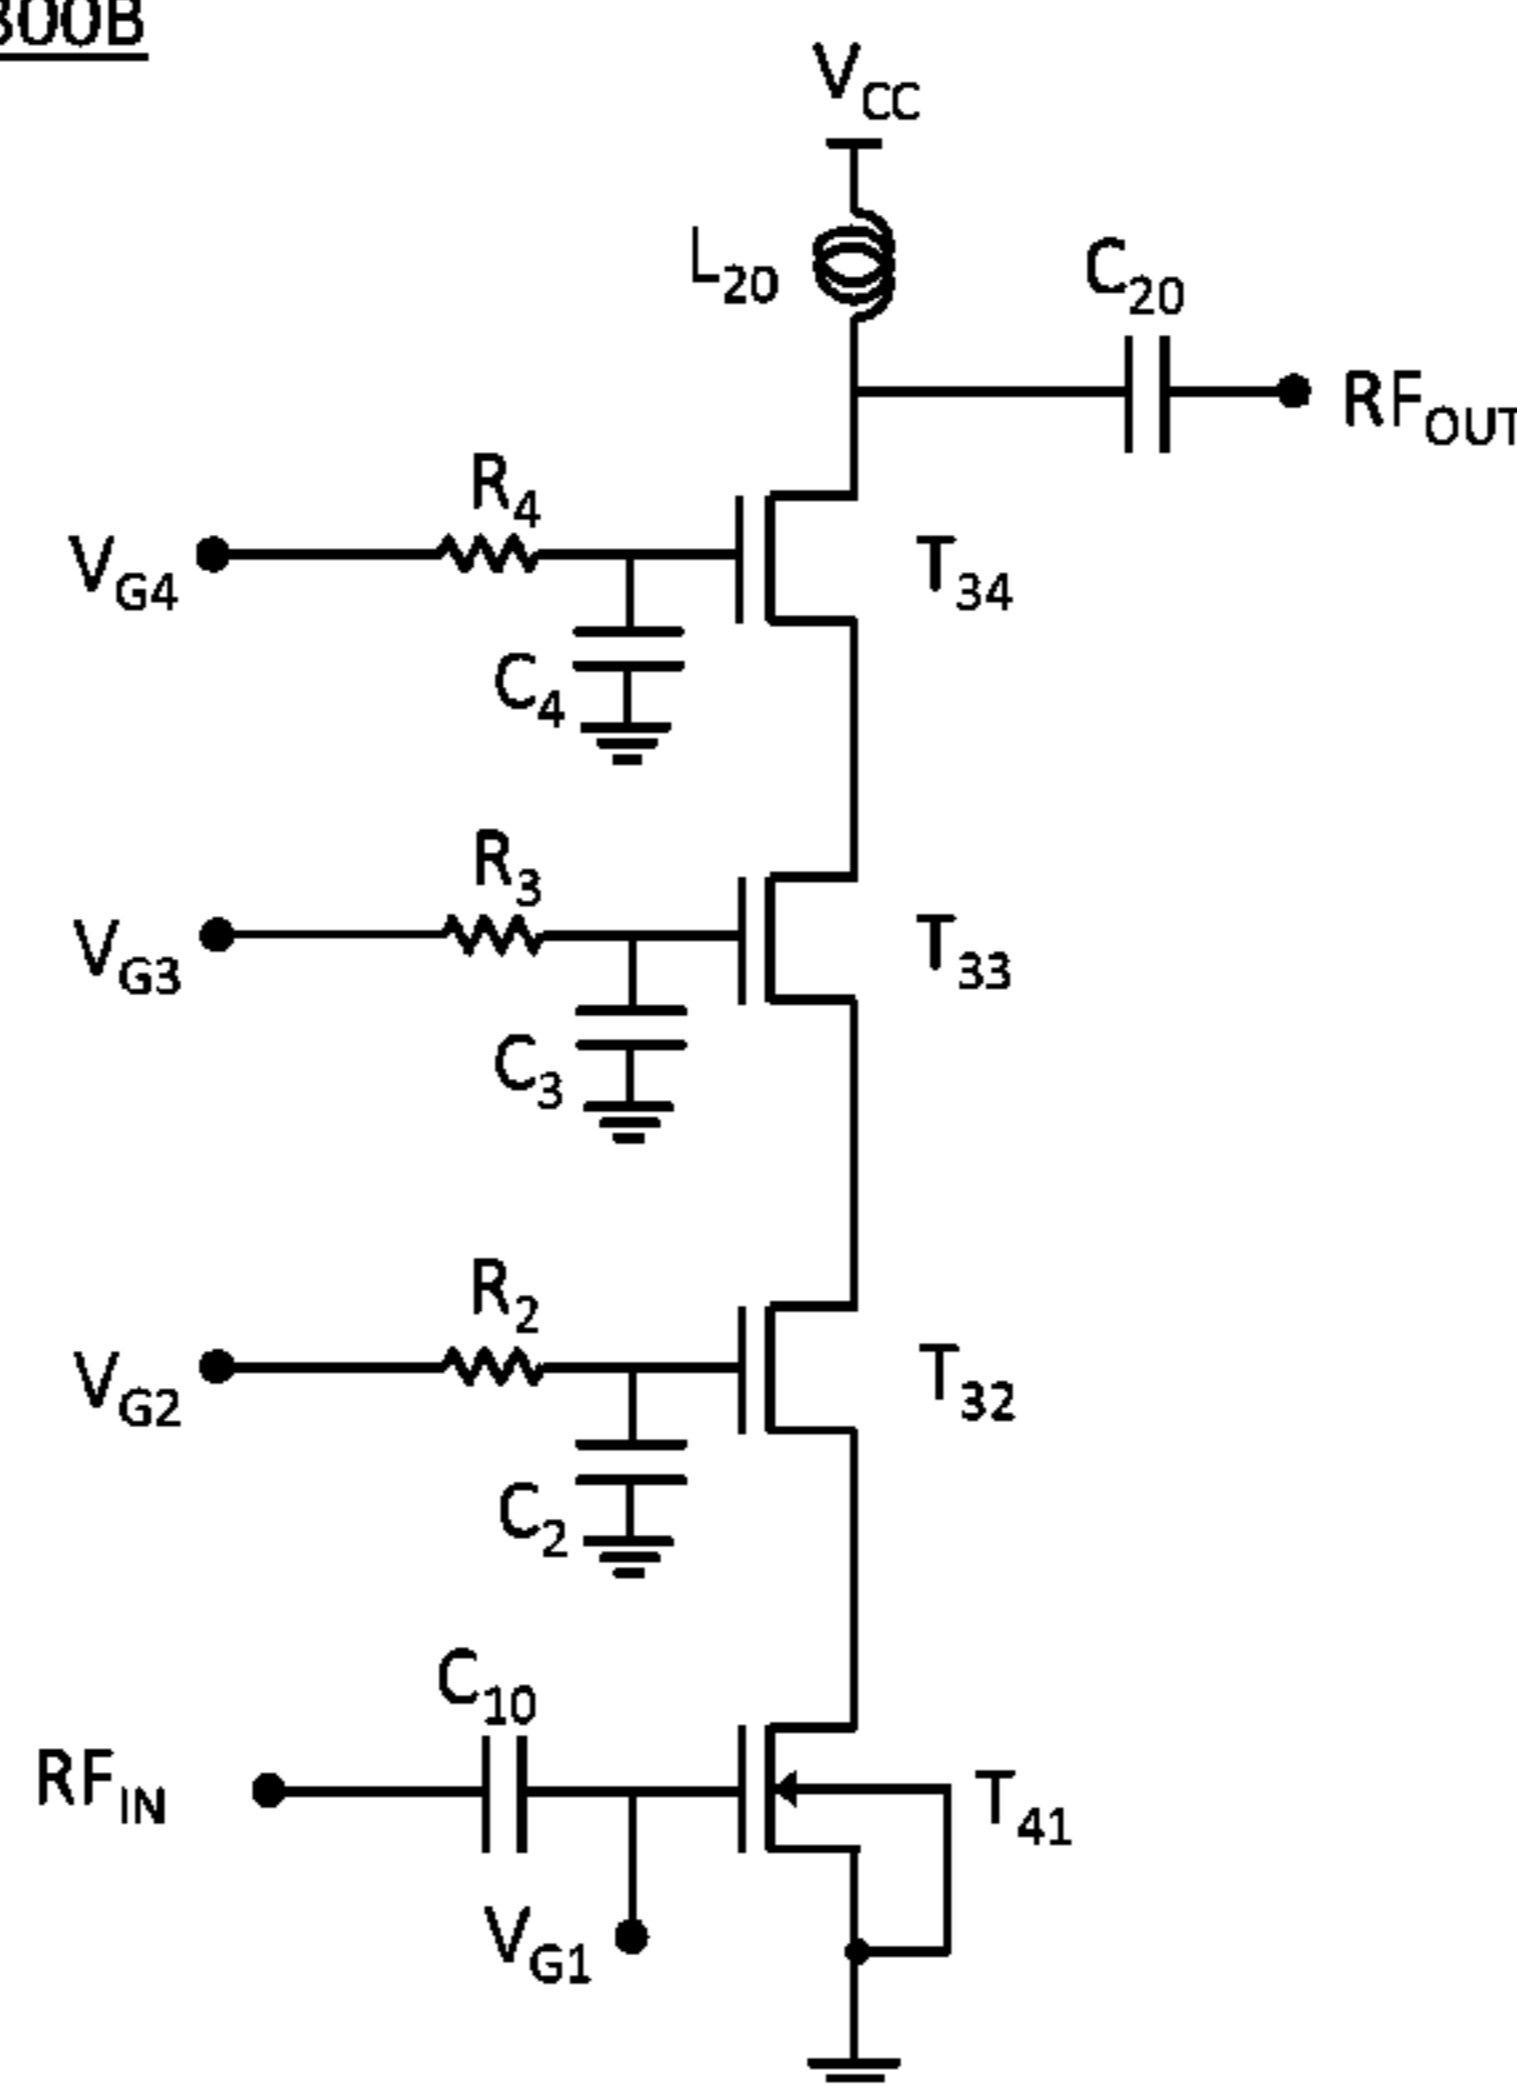 300B
VCC
L20
C20
RFOUT
R4
VG4
T34
C4
R3
VG3
T33
C3
R2
VG2
T32
C2
C10
RFIN
T41
VG1